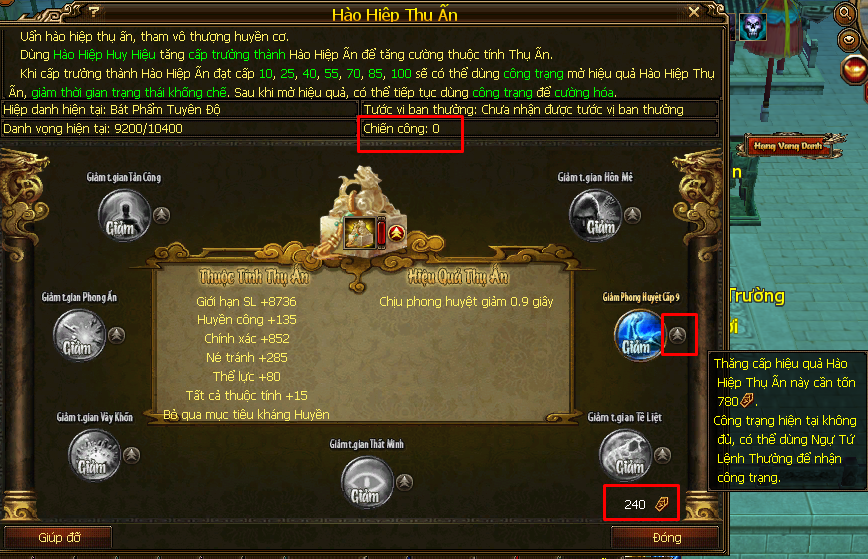 Hào Hiệp Thụ Ấn
Uẩn hào hiệp thụ ấn, tham vô thượng huyền cơ.
Dùng Hào Hiệp Huy Hiệu tăng cấp trưởng thành Hào Hiệp Ấn để tăng cường thuộc tính Thụ Ấn.
Khi cấp trưởng thành Hào Hiệp Ấn đạt cấp 10, 25, 40, 55, 70, 85, 100 sẽ có thể dùng công trạng mở hiệu quả Hào Hiệp Thụ
Ấn, giảm thời gian trạng thái khống chế. Sau khi mở hiệu quả, có thể tiếp tục dùng công trạng để cường hóa.
Hiệp danh hiện tại: Bát Phẩm Tuyên Độ
Tước vị ban thưởng: Chưa nhận được tước vị ban thưởng
Danh vọng hiện tại: 9200/10400
Chiến công: 0
Hang Vang Danh
Giảm t.gian Tán Công
Giảm
Giảm t.gian Hôn Mê
Giảm
Thuộc Tính Thụ Ấn
Hiệu Quả Thụ Ấn
Giới hạn SL +8736
Chịu phong huyệt giảm 0.9 giây
Huyền công +135
Chính xác +852
Né tránh +285
Thể lực +80
Tất cả thuộc tính +15
Bỏ qua mục tiêu kháng Huyền
Giảm t.gian Phong Ấn
Giảm
Giảm Phong Huyệt Cấp 9
Giảm
Trường
Thăng cấp hiệu quả Hào
Hiệp Thụ Ấn này cần tốn
780.
Công trạng hiện tại không
đủ, có thể dùng Ngự Tứ
Lệnh Thưởng để nhận
công trạng.
Giảm t.gian Vây Khốn
Giảm
Giảm t.gian Thất Minh
Giảm
Giảm t.gian Tê Liệt
Giảm
240
Giúp đỡ
Đóng